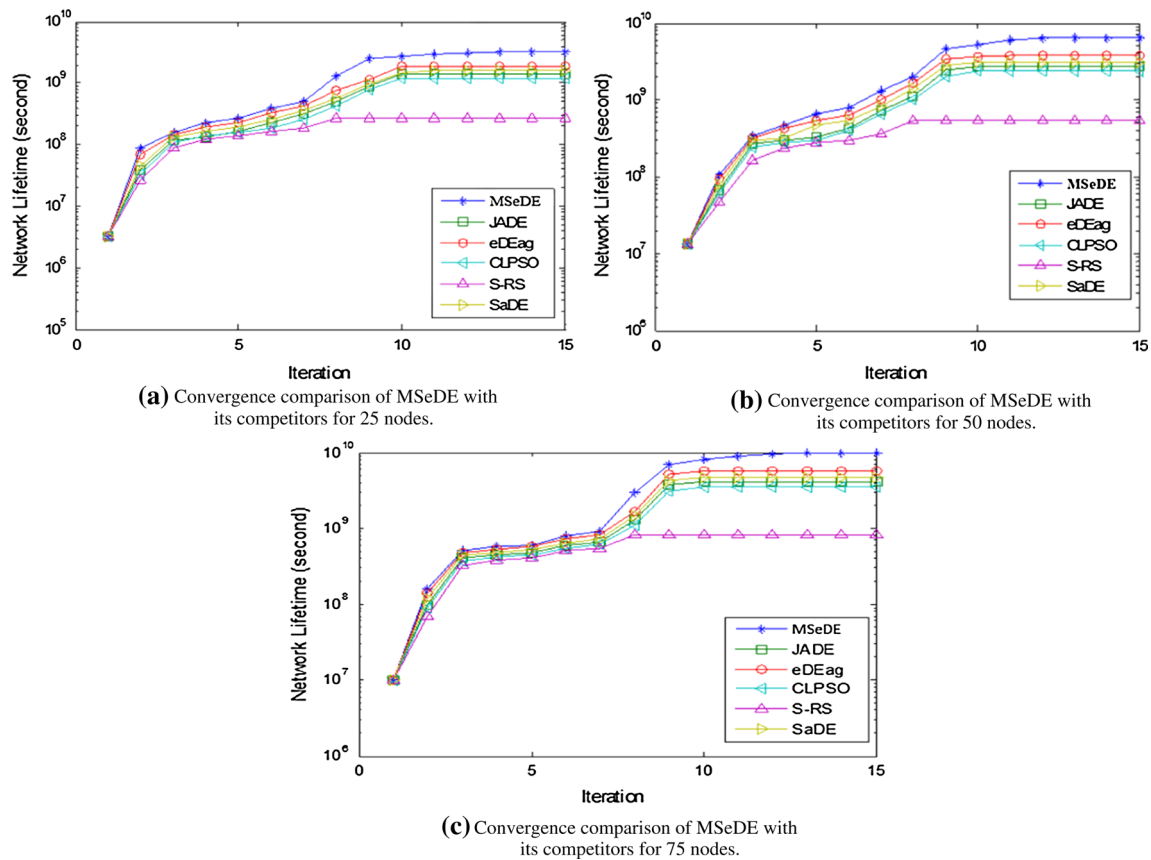 10^10
10^9
10^8
10^7
10^6
10^5
Network Lifetime (second)
0
5
10
15
Iteration
MSeDE
JADE
eDEag
CLPSO
S-RS
SaDE
(a) Convergence comparison of MSeDE with
its competitors for 25 nodes.
10^10
10^9
10^8
10^7
10^6
Network Lifetime (second)
0
5
10
15
Iteration
MSeDE
JADE
eDEag
CLPSO
S-RS
SaDE
(b) Convergence comparison of MSeDE with
its competitors for 50 nodes.
10^10
10^9
10^8
10^7
10^6
Network Lifetime (second)
0
5
10
15
Iteration
MSeDE
JADE
eDEag
CLPSO
S-RS
SaDE
(c) Convergence comparison of MSeDE with
its competitors for 75 nodes.